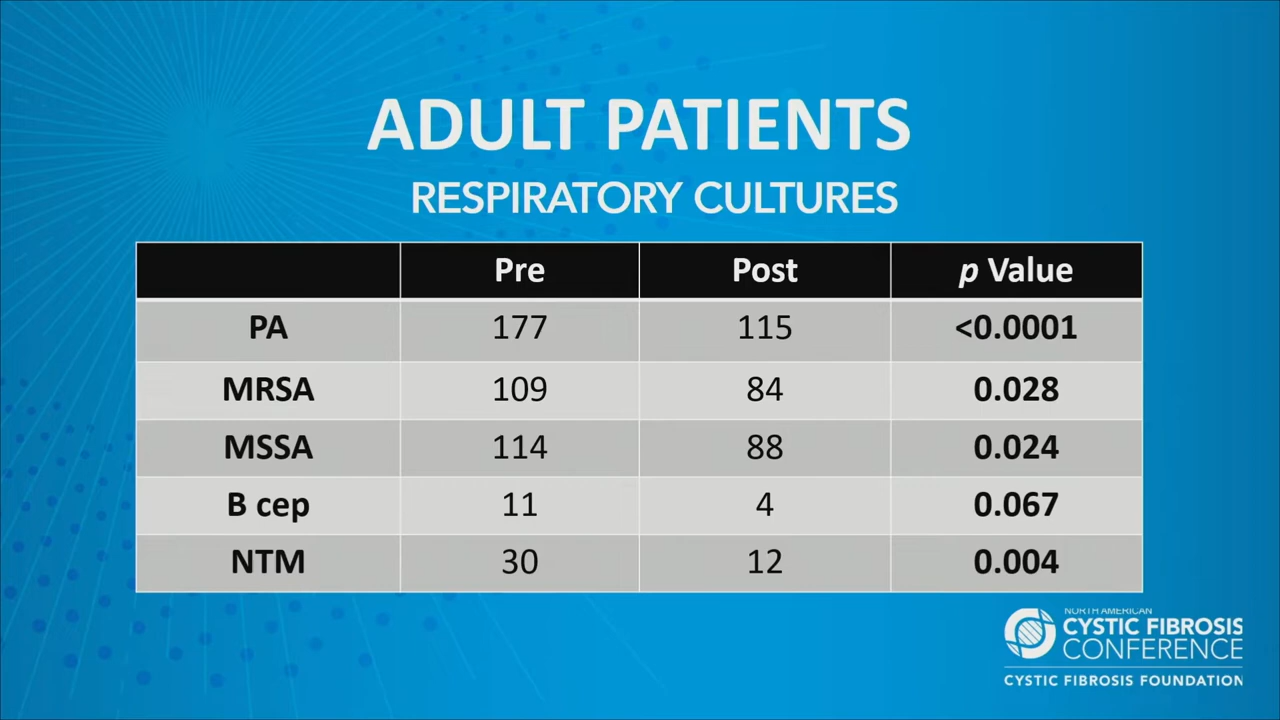 ADULT PATIENTS
RESPIRATORY CULTURES
Pre Post p Value
PA 177 115 <0.0001
MRSA 109 84 0.028
MSSA 114 88 0.024
B cep 11 4 0.067
NTM 30 12 0.004
NORTH AMERICAN
CYSTIC FIBROSIS
CONFERENCE
CYSTIC FIBROSIS FOUNDATION